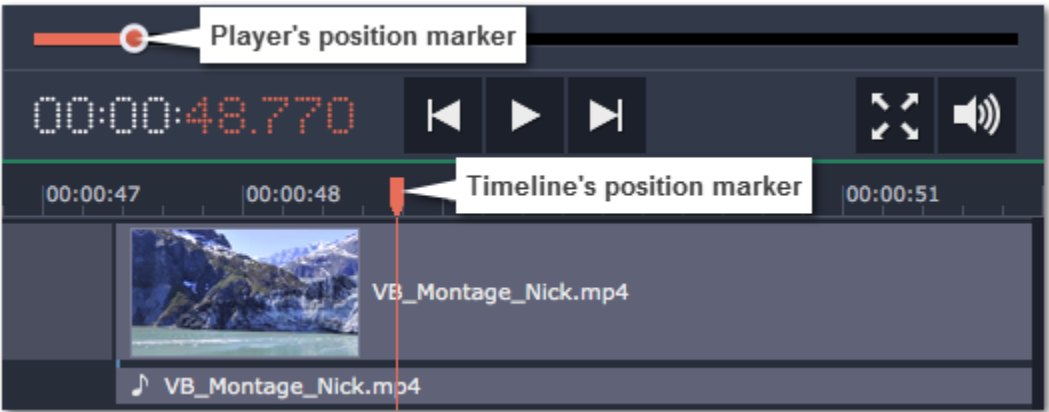 Player's position marker
00:00:48.770
Timeline's position marker
00:00:47
00:00:48
00:00:51
VB_Montage_Nick.mp4
VB_Montage_Nick.mp4